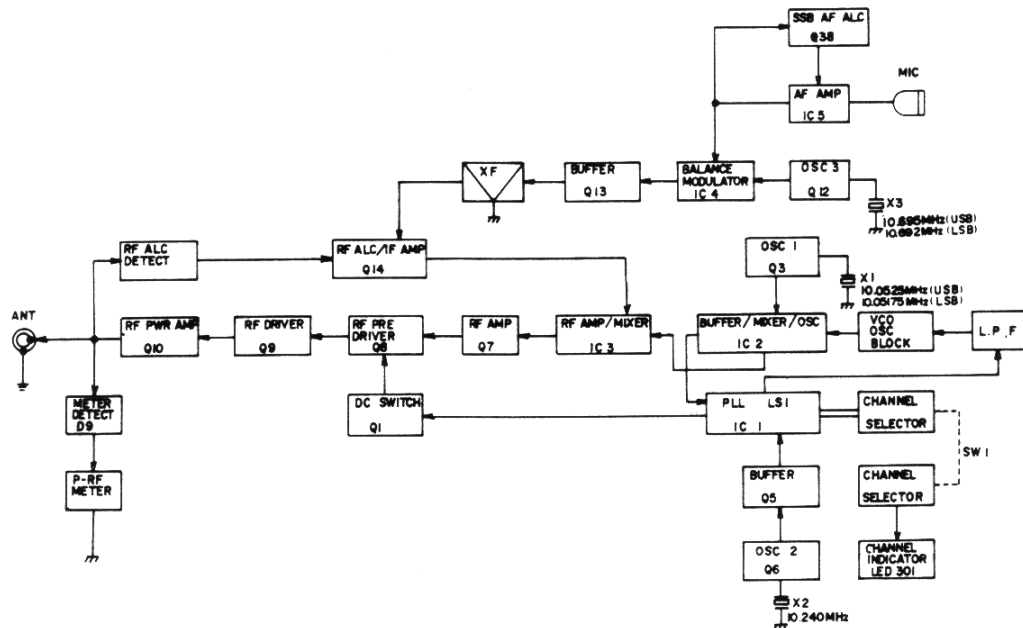 SSB AF ALC
Q38
MIC
AF AMP
IC 5
XF
BUFFER
Q13
BALANCE
MODULATOR
IC 4
OSC 3
Q12
X3
10.695MHz (USB)
10.692MHz (LSB)
RF ALC
DETECT
RF ALC/IF AMP
Q14
OSC 1
Q3
X1
10.0525MHz (USB)
10.05175MHz (LSB)
ANT
RF PWR AMP
Q10
RF DRIVER
Q9
RF PRE
DRIVER
Q8
RF AMP
Q7
RF AMP/MIXER
IC 3
BUFFER/MIXER/OSC
IC 2
VCO
OSC
BLOCK
L.P.F
METER
DETECT
D9
DC SWITCH
Q1
PLL LSI
IC 1
CHANNEL
SELECTOR
SW 1
P-RF
METER
BUFFER
Q5
CHANNEL
SELECTOR
OSC 2
Q6
CHANNEL
INDICATOR
LED 301
X2
10.240MHz